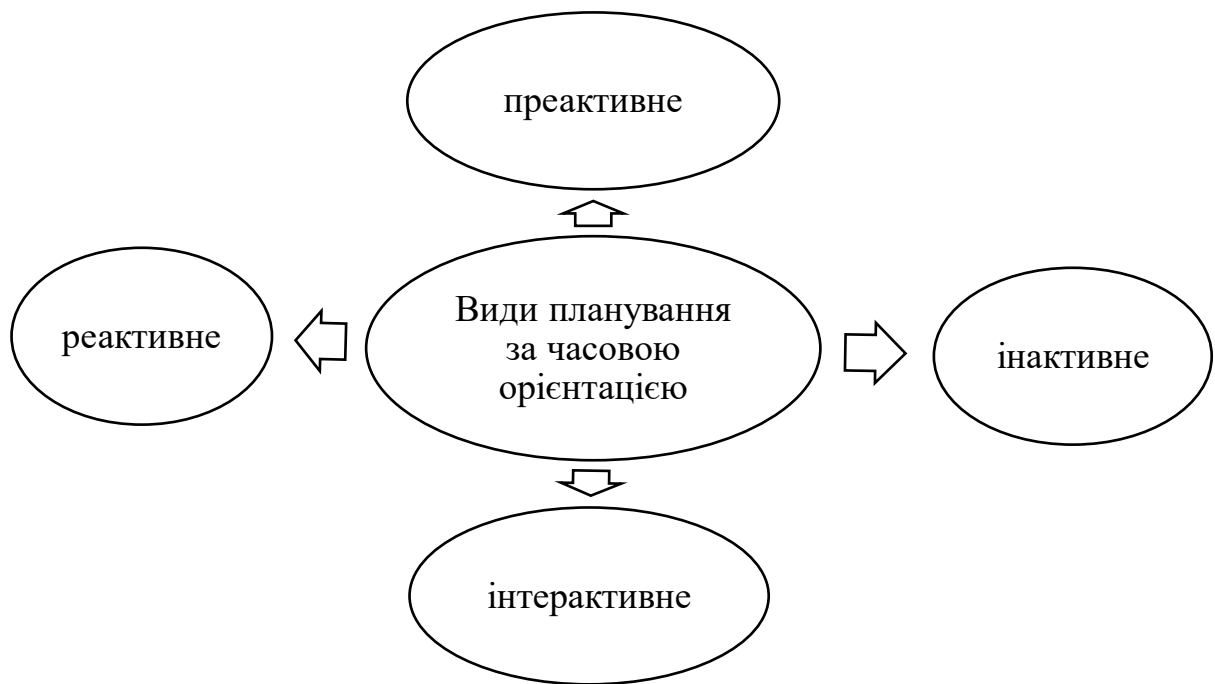 преактивне
реактивне
Види планування
за часовою
орієнтацією
інактивне
інтерактивне